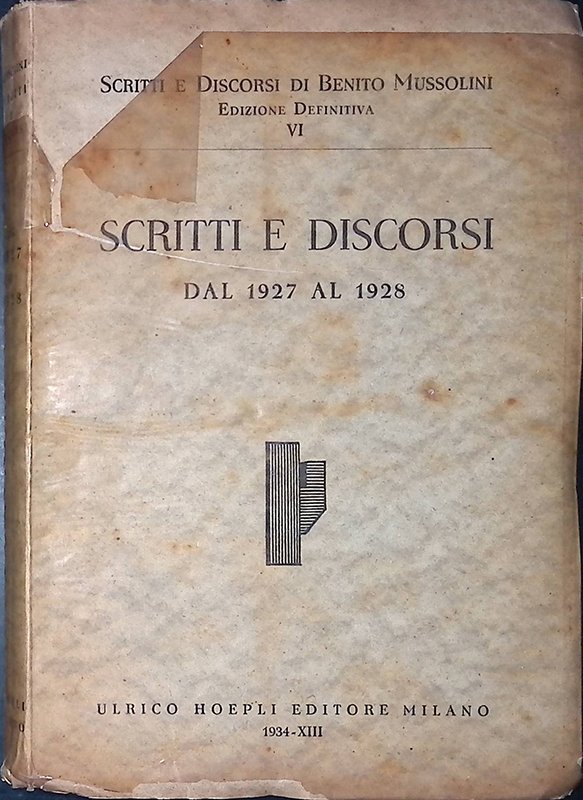 SCRITTI E DISCORSI DI BENITO MUSSOLINI
EDIZIONE DEFINITIVA
VI
SCRITTI E DISCORSI
DAL 1927 AL 1928
ULRICO HOEPLI EDITORE MILANO
1934-XIII